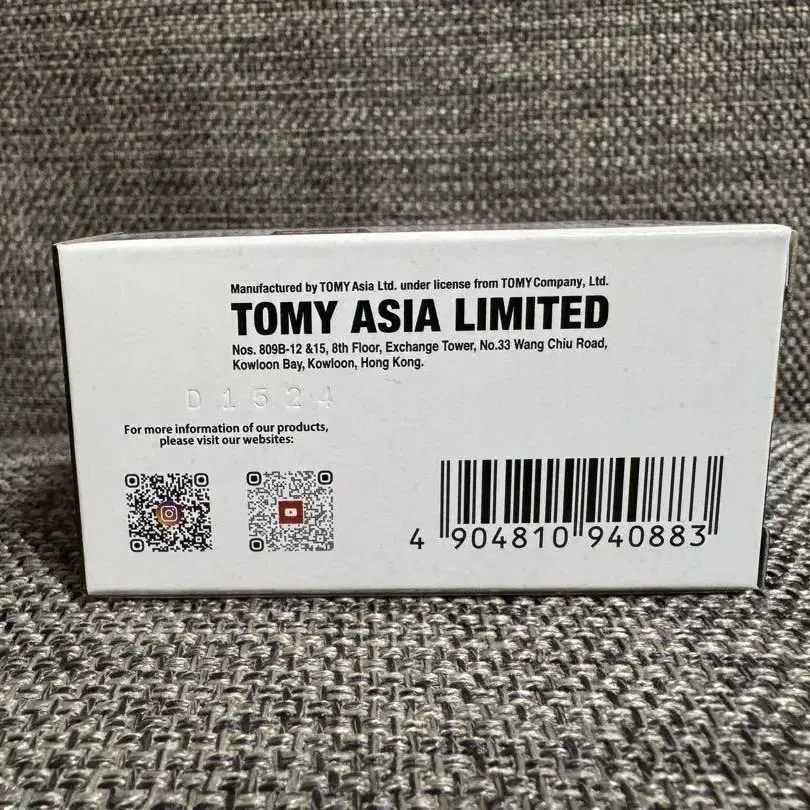 Manufactured by TOMY Asia Ltd. under license from TOMY Company, Ltd.
TOMY ASIA LIMITED
Nos. 809B-12 &15, 8th Floor, Exchange Tower, No.33 Wang Chiu Road,
Kowloon Bay, Kowloon, Hong Kong.
D1524
For more information of our products,
please visit our websites:
4 904810 940883